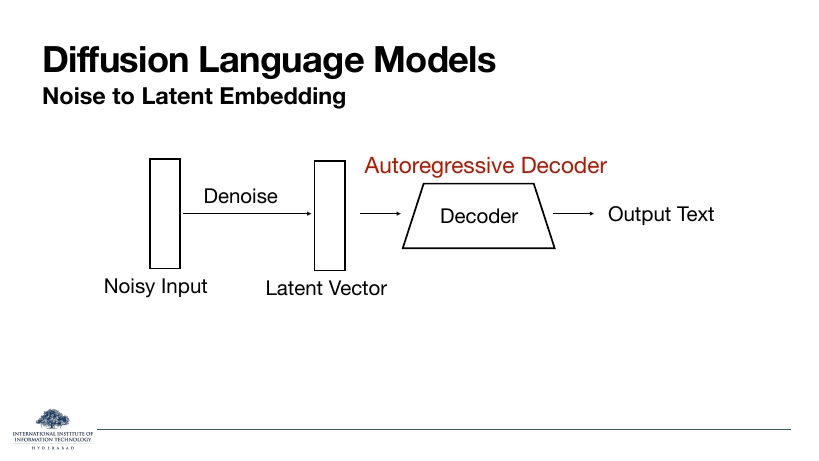 Diffusion Language Models
Noise to Latent Embedding
Autoregressive Decoder
Denoise
Decoder
Output Text
Noisy Input
Latent Vector
INTERNATIONAL INSTITUTE OF
INFORMATION TECHNOLOGY
HYDERABAD